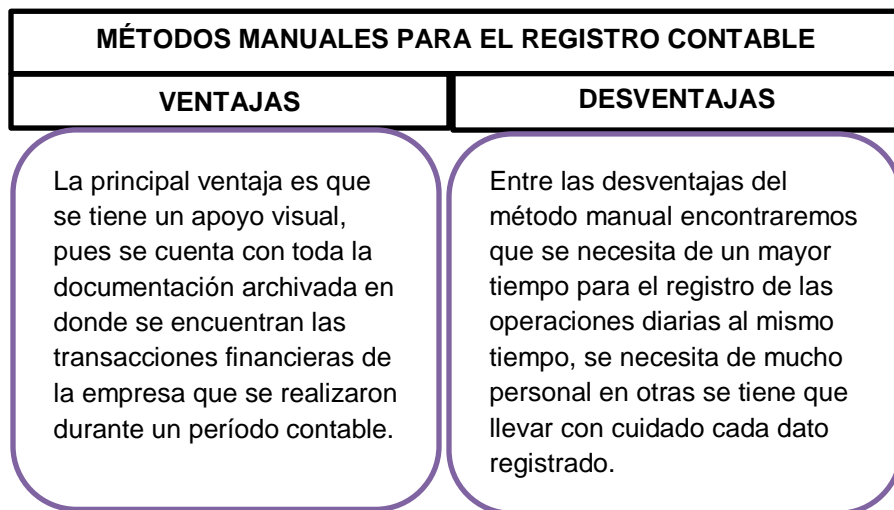 MÉTODOS MANUALES PARA EL REGISTRO CONTABLE
VENTAJAS
DESVENTAJAS
La principal ventaja es que
se tiene un apoyo visual,
pues se cuenta con toda la
documentación archivada en
donde se encuentran las
transacciones financieras de
la empresa que se realizaron
durante un período contable.
Entre las desventajas del
método manual encontraremos
que se necesita de un mayor
tiempo para el registro de las
operaciones diarias al mismo
tiempo, se necesita de mucho
personal en otras se tiene que
llevar con cuidado cada dato
registrado.